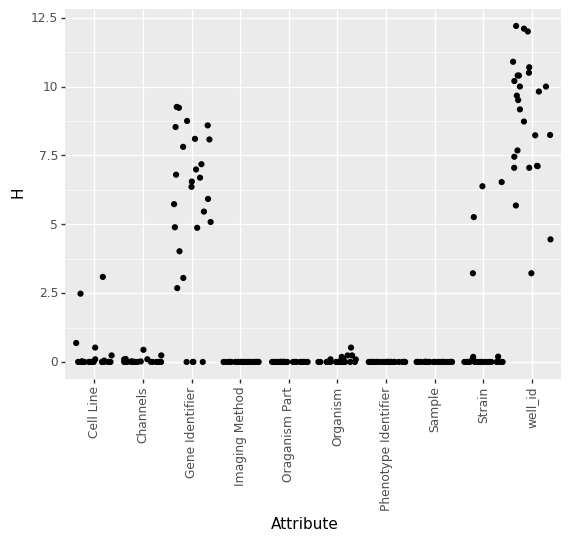 12.5
10
7.5
5
2.5
0
H
Cell Line
Channels
Gene Identifier
Imaging Method
Oraganism Part
Organism
Phenotype Identifier
Sample
Strain
well_id
Attribute